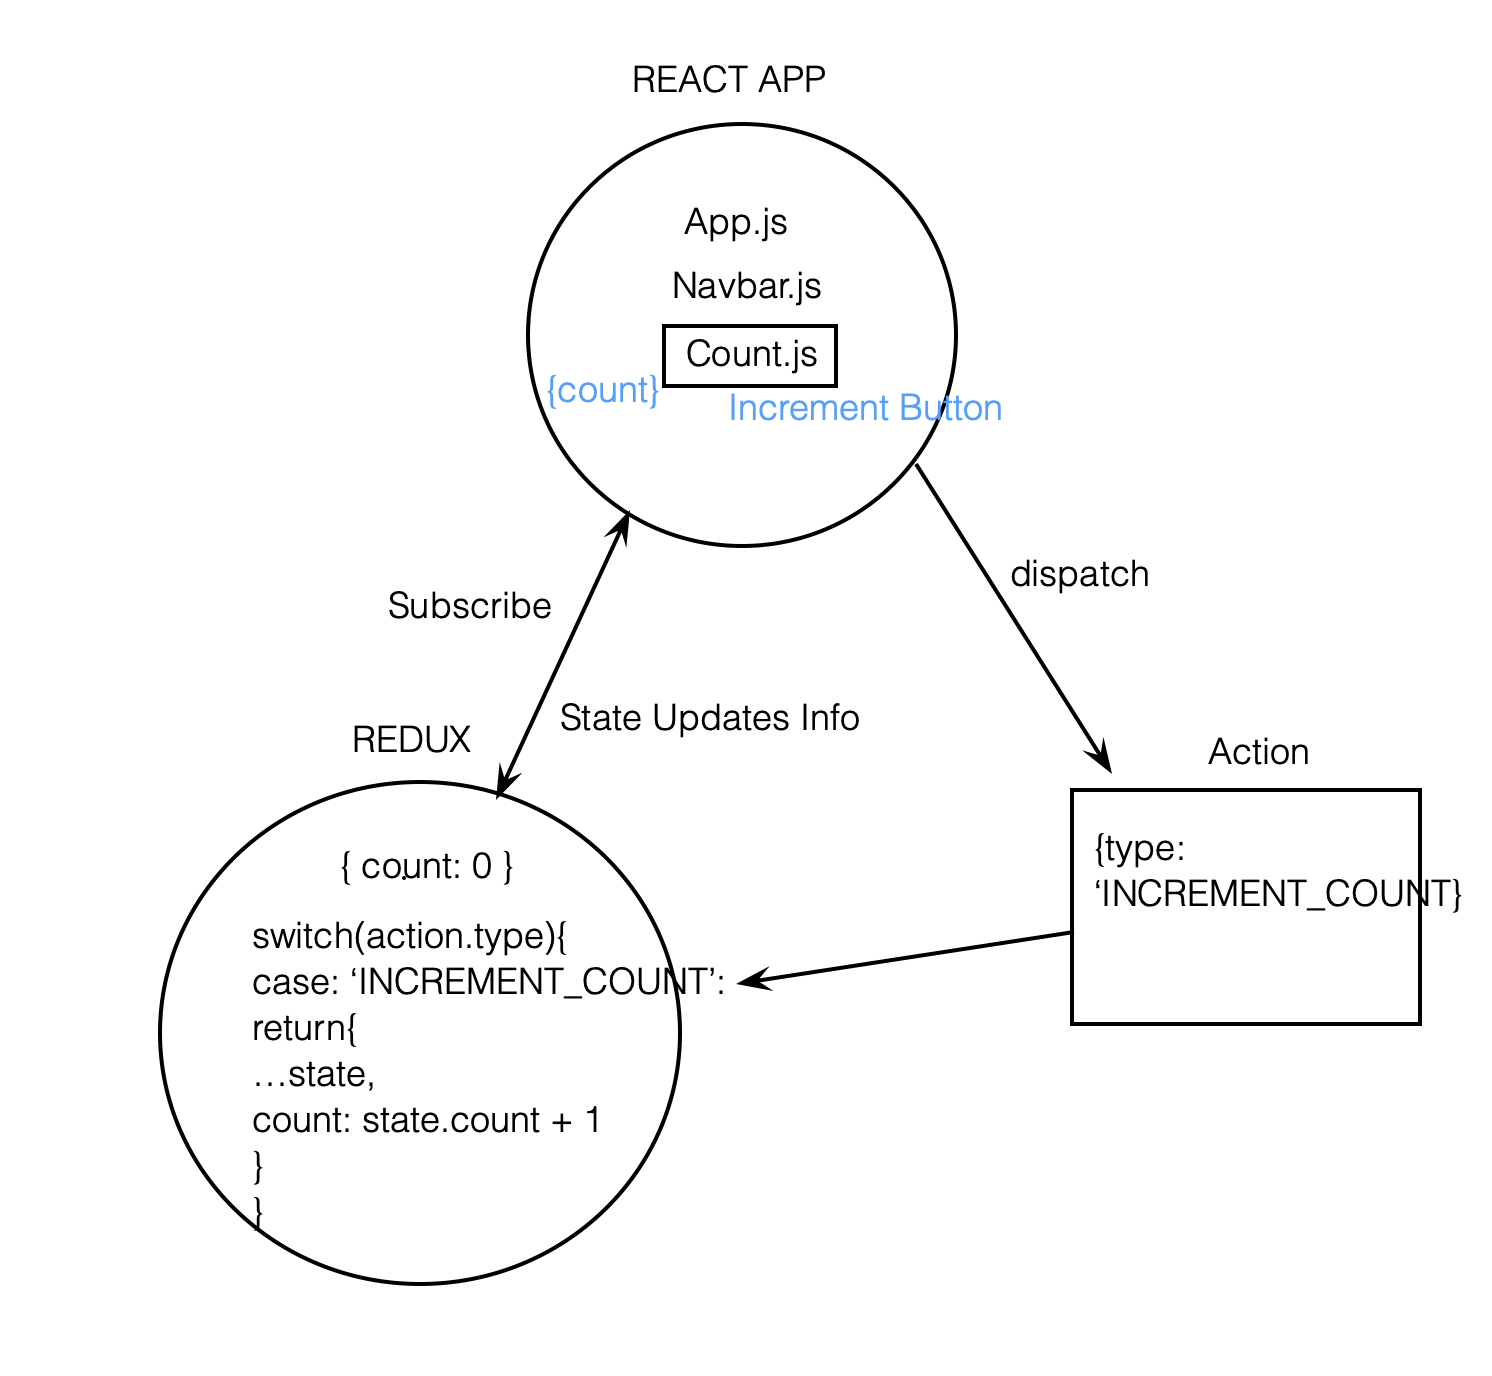 REACT APP
App.js
Navbar.js
Count.js
{count}
Increment Button
dispatch
Subscribe
State Updates Info
REDUX
Action
{type:
‘INCREMENT_COUNT}
{ count: 0 }
switch(action.type){
case: ‘INCREMENT_COUNT’:
return{
…state,
count: state.count + 1
}
}